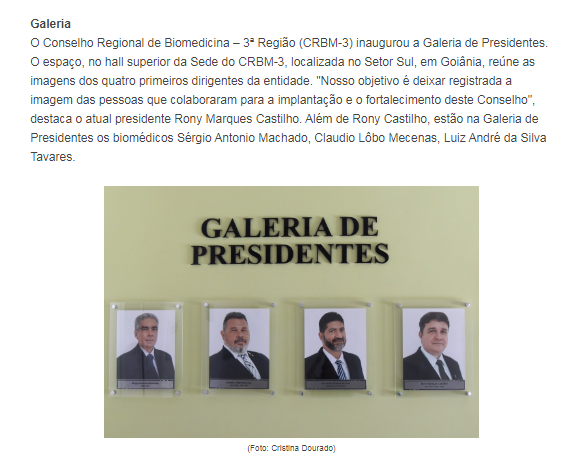 Galeria
O Conselho Regional de Biomedicina – 3ª Região (CRBM-3) inaugurou a Galeria de Presidentes.
O espaço, no hall superior da Sede do CRBM-3, localizada no Setor Sul, em Goiânia, reúne as
imagens dos quatro primeiros dirigentes da entidade. "Nosso objetivo é deixar registrada a
imagem das pessoas que colaboraram para a implantação e o fortalecimento deste Conselho",
destaca o atual presidente Rony Marques Castilho. Além de Rony Castilho, estão na Galeria de
Presidentes os biomédicos Sérgio Antonio Machado, Claudio Lôbo Mecenas, Luiz André da Silva
Tavares.
GALERIA DE
PRESIDENTES
(Foto: Cristina Dourado)